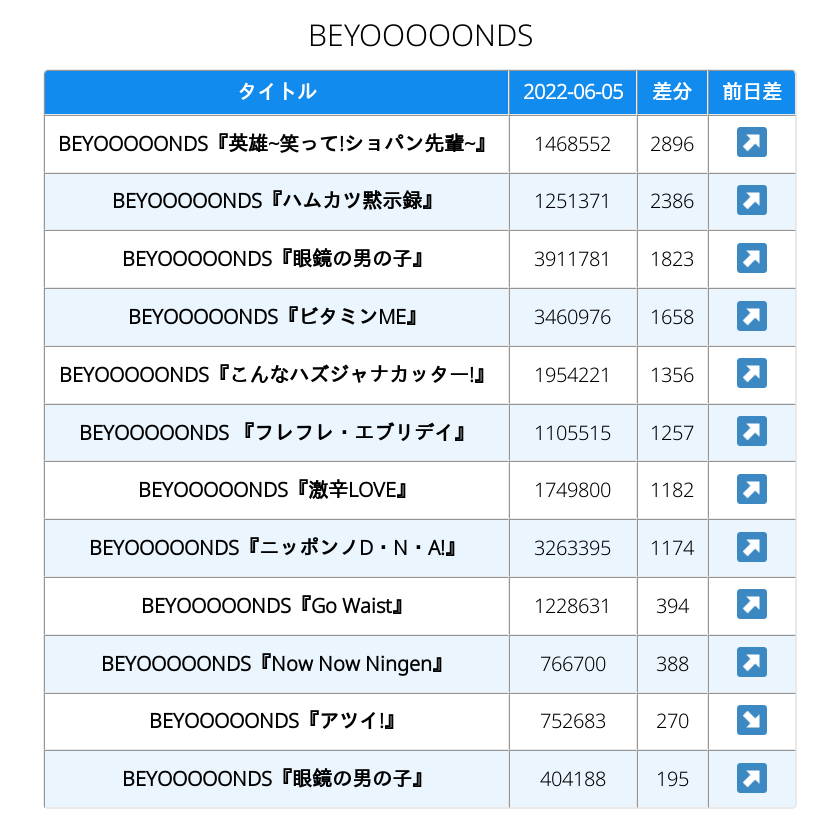 BEYOOOOONDS
タイトル 2022-06-05 差分 前日差
BEYOOOOONDS『英雄~笑って!ショパン先輩~』 1468552 2896 ↗
BEYOOOOONDS『ハムカツ黙示録』 1251371 2386 ↗
BEYOOOOONDS『眼鏡の男の子』 3911781 1823 ↗
BEYOOOOONDS『ビタミンME』 3460976 1658 ↗
BEYOOOOONDS『こんなハズジャナカッター!』 1954221 1356 ↗
BEYOOOOONDS 『フレフレ・エブリデイ』 1105515 1257 ↗
BEYOOOOONDS『激辛LOVE』 1749800 1182 ↗
BEYOOOOONDS『ニッポンノD・N・A!』 3263395 1174 ↗
BEYOOOOONDS『Go Waist』 1228631 394 ↗
BEYOOOOONDS『Now Now Ningen』 766700 388 ↗
BEYOOOOONDS『アツイ!』 752683 270 ↘
BEYOOOOONDS『眼鏡の男の子』 404188 195 ↗